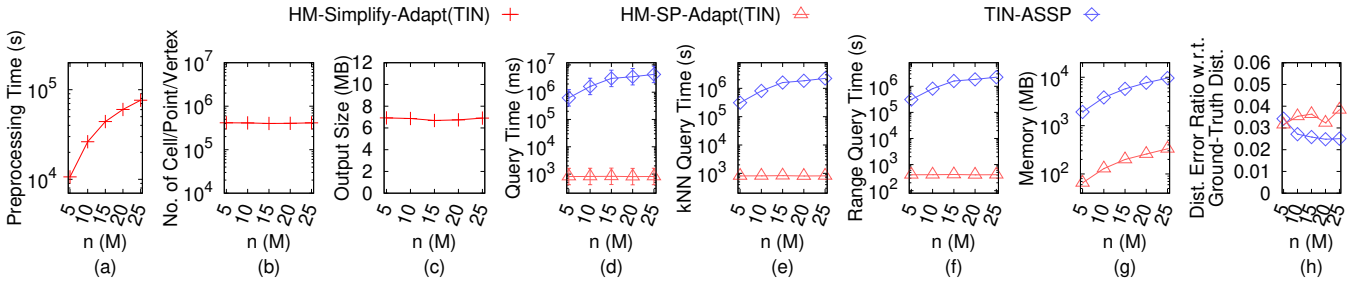 HM-Simplify-Adapt(TIN) HM-SP-Adapt(TIN) TIN-ASSP
Preprocessing Time (s)
10^5
10^4
5 10 15 20 25
n (M)
(a)
No. of Cell/Point/Vertex
10^7
10^6
10^5
10^4
5 10 15 20 25
n (M)
(b)
Output Size (MB)
12
10
8
6
4
2
0
5 10 15 20 25
n (M)
(c)
Query Time (ms)
10^7
10^6
10^5
10^4
10^3
5 10 15 20 25
n (M)
(d)
kNN Query Time (s)
10^7
10^6
10^5
10^4
10^3
5 10 15 20 25
n (M)
(e)
Range Query Time (s)
10^7
10^6
10^5
10^4
10^3
10^2
5 10 15 20 25
n (M)
(f)
Memory (MB)
10^4
10^3
10^2
5 10 15 20 25
n (M)
(g)
Dist. Error Ratio w.r.t.
Ground-Truth Dist.
0.06
0.05
0.04
0.03
0.02
0.01
0
5 10 15 20 25
n (M)
(h)